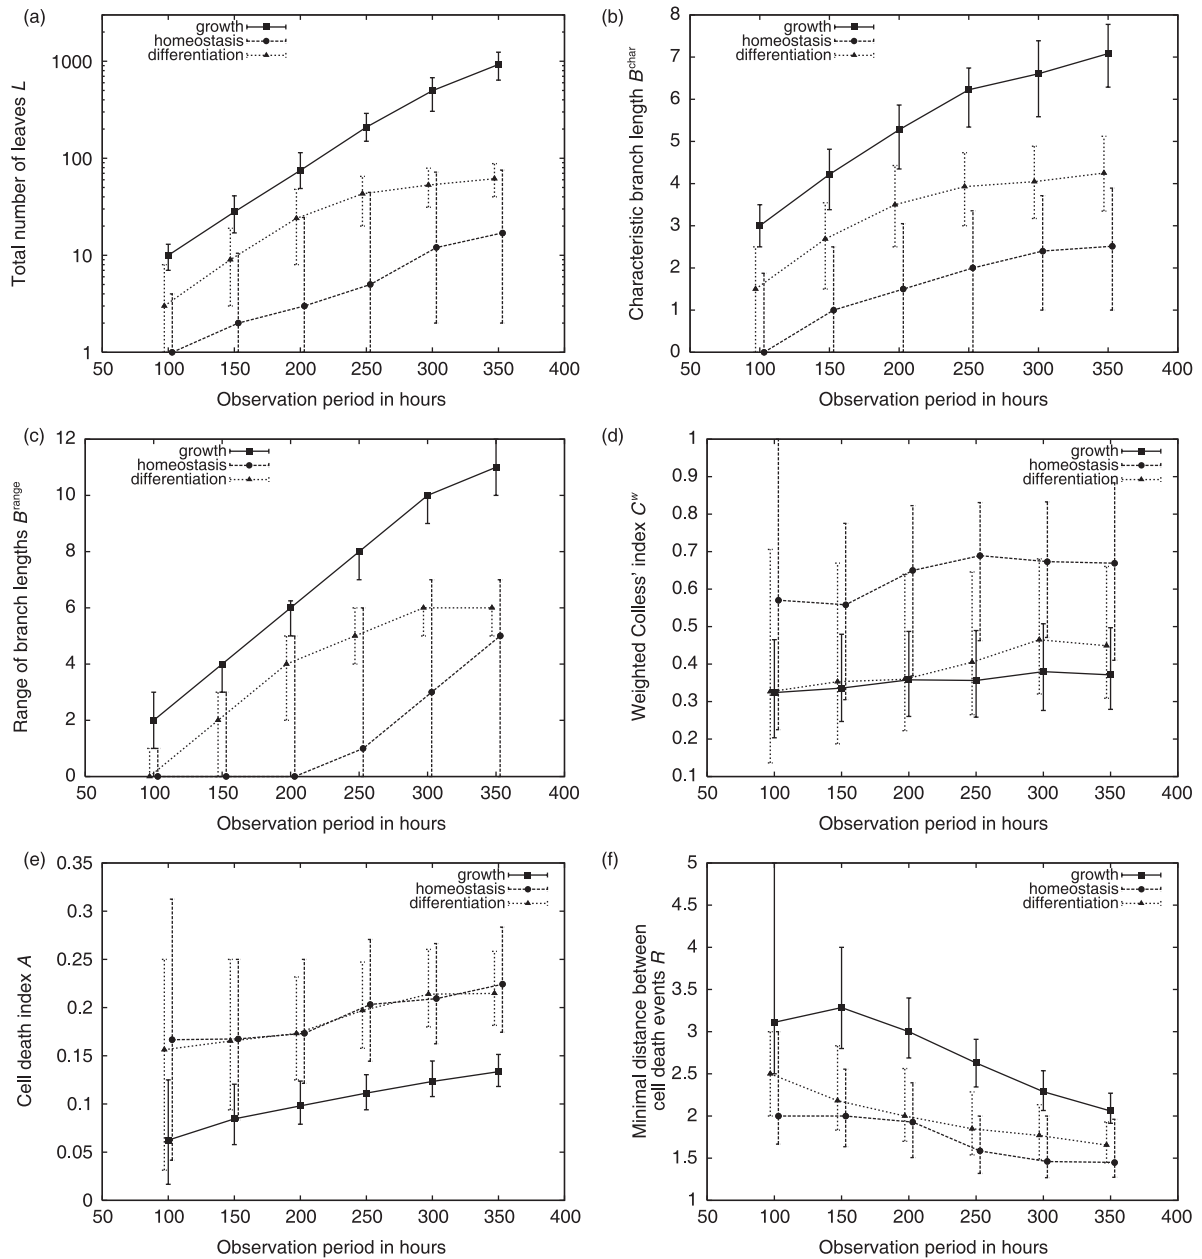 (a)
growth
homeostasis
differentiation
1000
100
10
1
50 100 150 200 250 300 350 400
Total number of leaves L
Observation period in hours
(b)
growth
homeostasis
differentiation
8
7
6
5
4
3
2
1
0
50 100 150 200 250 300 350 400
Characteristic branch length B^char
Observation period in hours
(c)
growth
homeostasis
differentiation
12
10
8
6
4
2
0
50 100 150 200 250 300 350 400
Range of branch lengths B^range
Observation period in hours
(d)
growth
homeostasis
differentiation
1
0.9
0.8
0.7
0.6
0.5
0.4
0.3
0.2
0.1
50 100 150 200 250 300 350 400
Weighted Colless' index C^w
Observation period in hours
(e)
growth
homeostasis
differentiation
0.35
0.3
0.25
0.2
0.15
0.1
0.05
0
50 100 150 200 250 300 350 400
Cell death index A
Observation period in hours
(f)
growth
homeostasis
differentiation
5
4.5
4
3.5
3
2.5
2
1.5
1
50 100 150 200 250 300 350 400
Minimal distance between
cell death events R
Observation period in hours